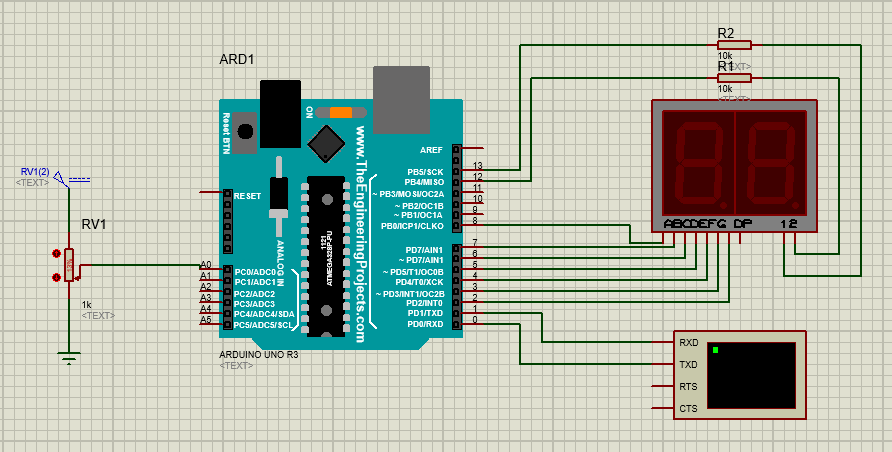 R2
10k
<TEXT>
R1
10k
<TEXT>
ARD1
ON
Reset BTN
www.TheEngineeringProjects.com
AREF
PB5/SCK 13
PB4/MISO 12
~ PB3/MOSI/OC2A 11
~ PB2/OC1B 10
~ PB1/OC1A 9
PB0/ICP1/CLKO 8
RESET
ANALOG IN
ATMEGA328P-PU
1121
PD7/AIN1 7
~ PD7/AIN1 6
~ PD5/T1/OC0B 5
PD4/T0/XCK 4
~ PD3/INT1/OC2B 3
PD2/INT0 2
PD1/TXD 1
PD0/RXD 0
A0 PC0/ADC0
A1 PC1/ADC1
A2 PC2/ADC2
A3 PC3/ADC3
A4 PC4/ADC4/SDA
A5 PC5/ADC5/SCL
ARDUINO UNO R3
<TEXT>
RV1(2)
<TEXT>
RV1
1k
<TEXT>
ABCDEFG DP 12
RXD
TXD
RTS
CTS